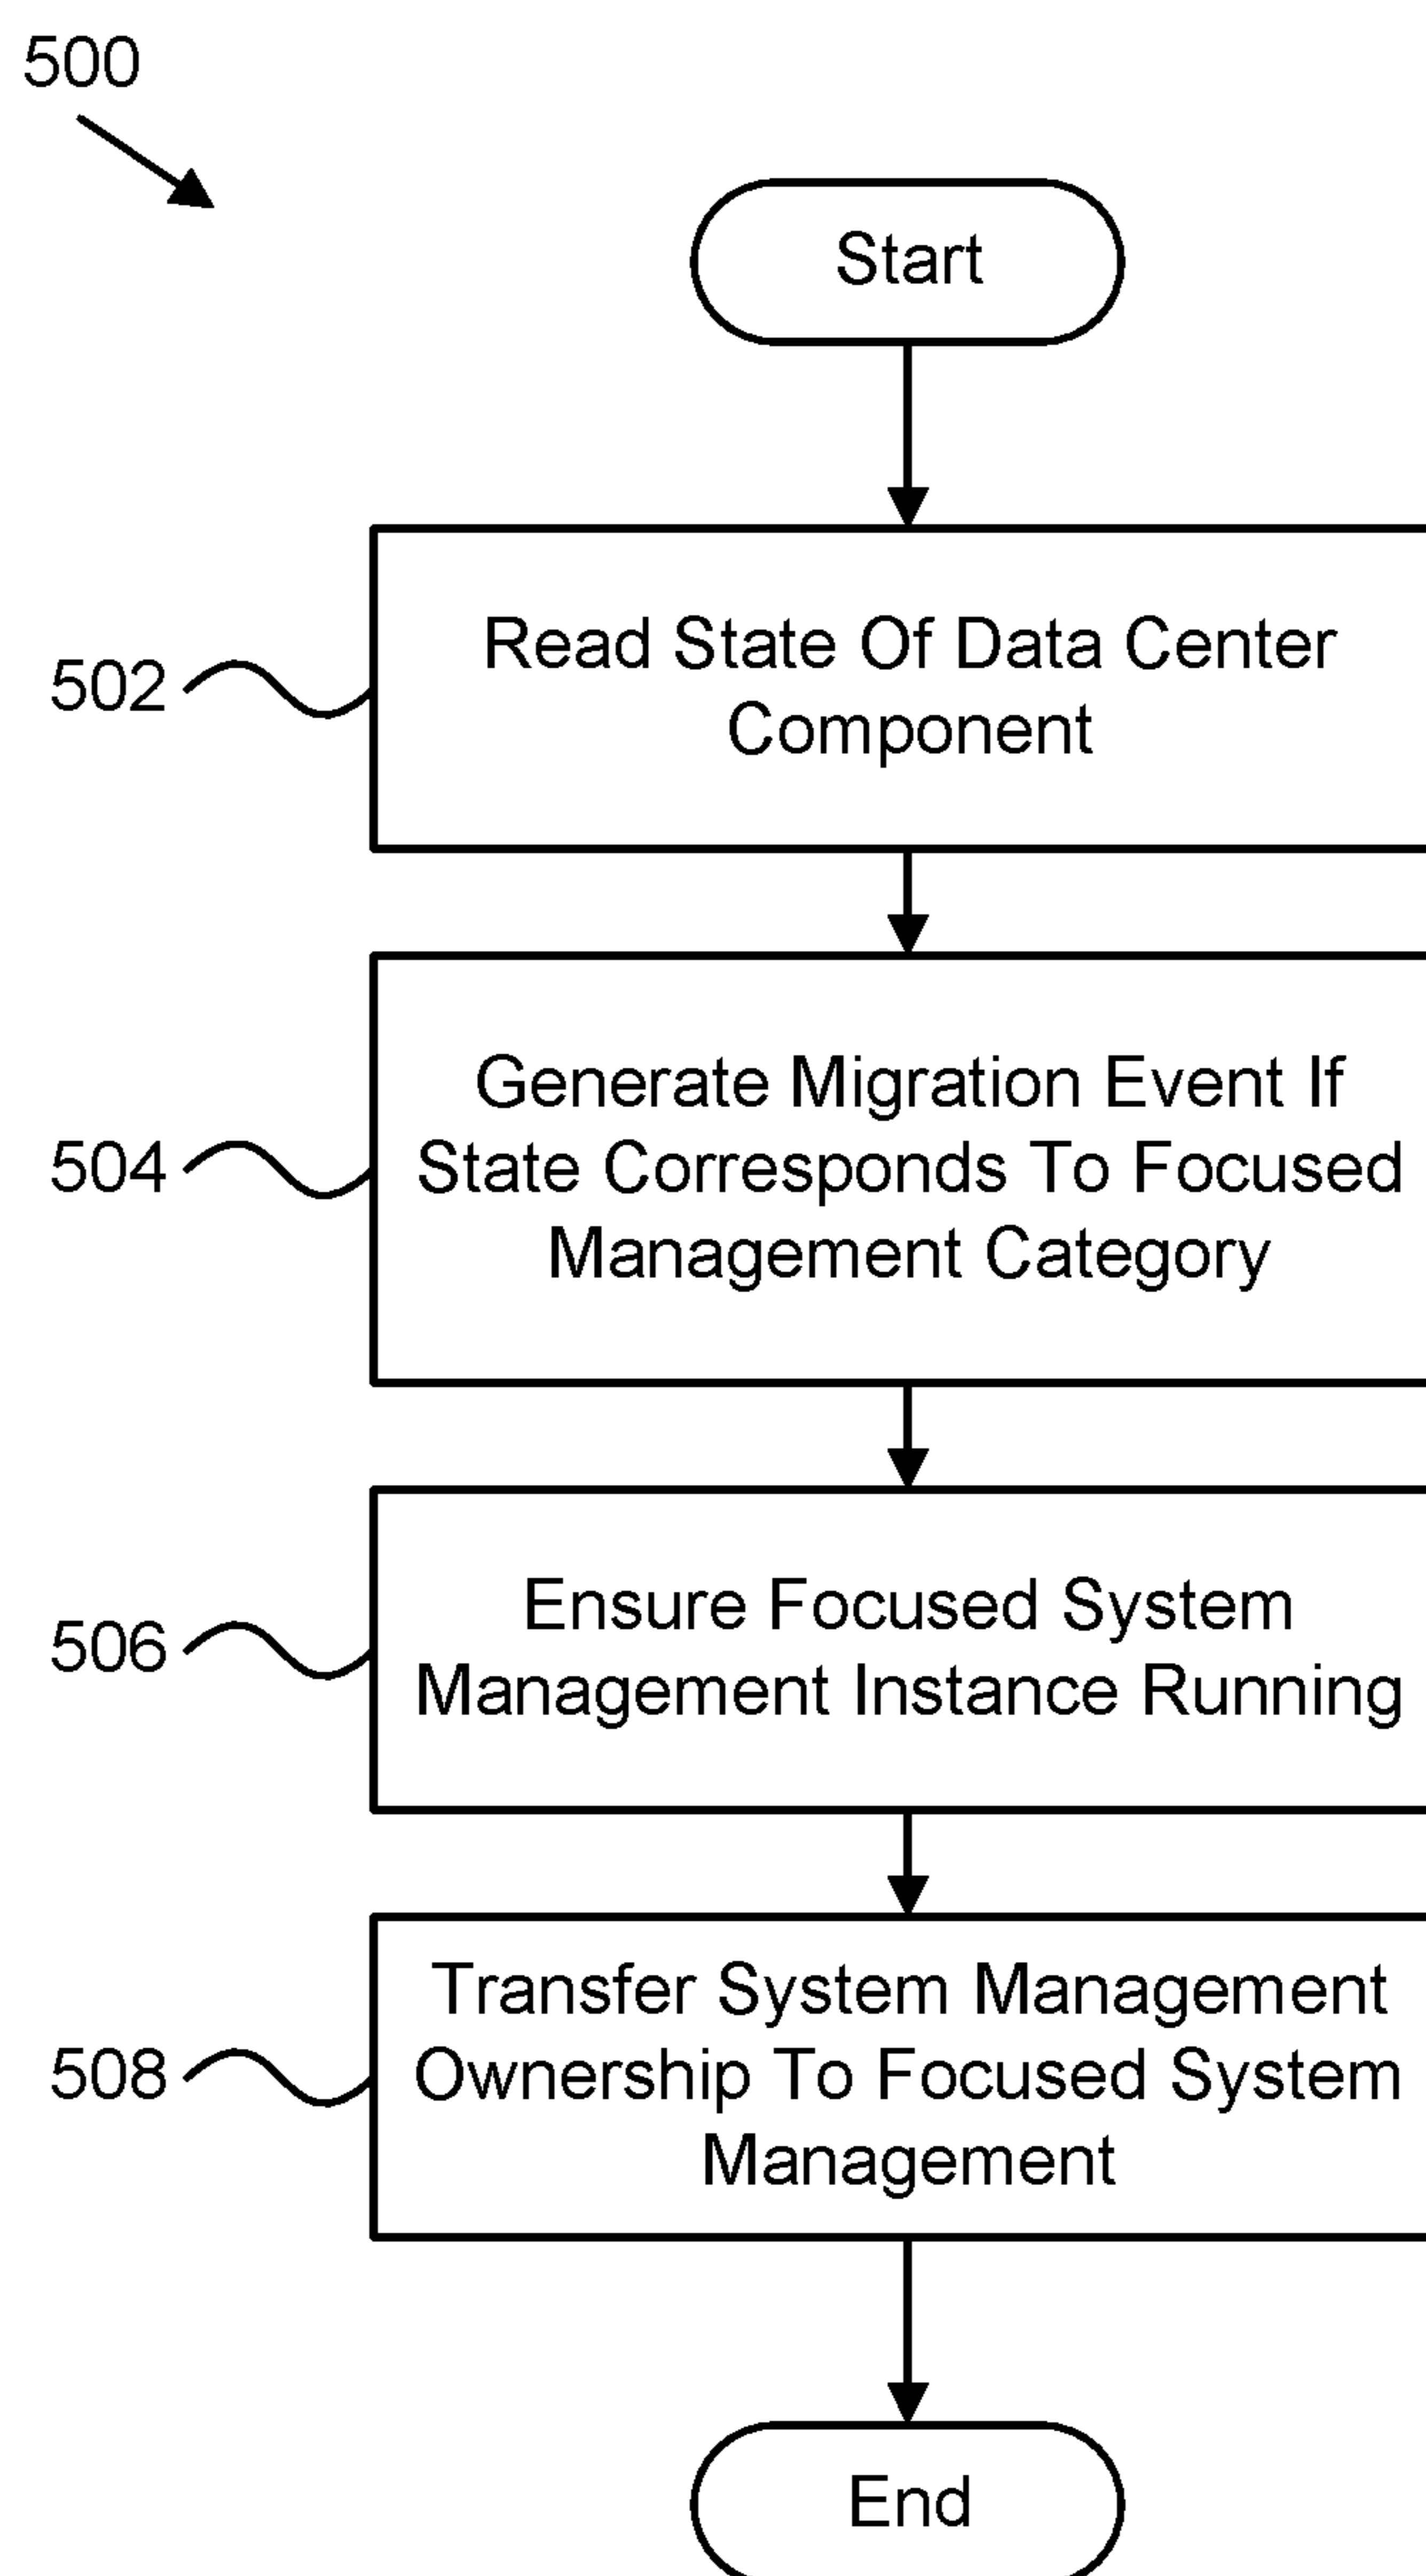 500
Start
502
Read State Of Data Center
Component
504
Generate Migration Event If
State Corresponds To Focused
Management Category
506
Ensure Focused System
Management Instance Running
508
Transfer System Management
Ownership To Focused System
Management
End